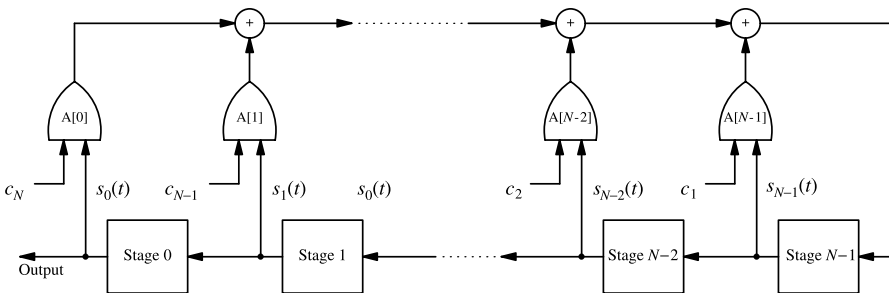 + + +
A[0] A[1] A[N-2] A[N-1]
c_N s_0(t) c_{N−1} s_1(t) s_0(t) c_2 s_{N−2}(t) c_1 s_{N−1}(t)
Stage 0 Stage 1 Stage N−2 Stage N−1
Output